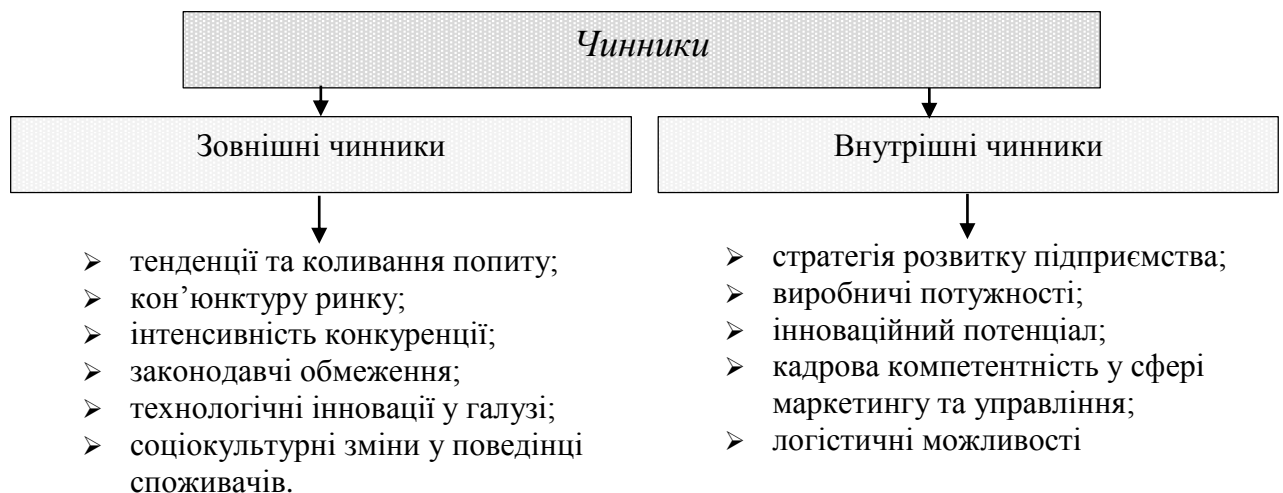 Чинники
Зовнішні чинники
➢ тенденції та коливання попиту;
➢ кон’юнктуру ринку;
➢ інтенсивність конкуренції;
➢ законодавчі обмеження;
➢ технологічні інновації у галузі;
➢ соціокультурні зміни у поведінці
споживачів.
Внутрішні чинники
➢ стратегія розвитку підприємства;
➢ виробничі потужності;
➢ інноваційний потенціал;
➢ кадрова компетентність у сфері
маркетингу та управління;
➢ логістичні можливості